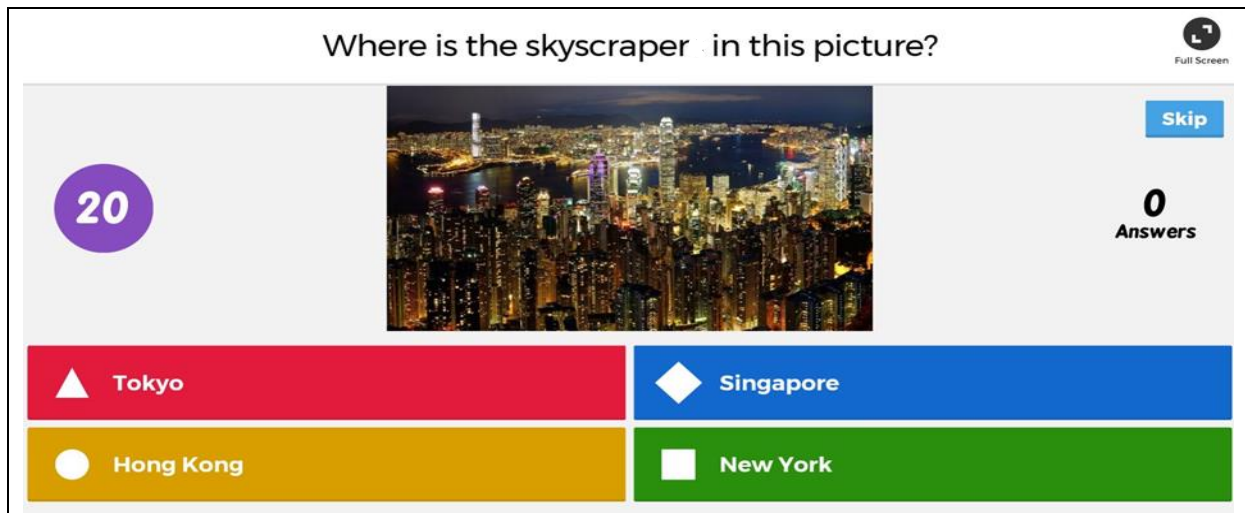 Where is the skyscraper in this picture?
Full Screen
Skip
20
0
Answers
Tokyo
Singapore
Hong Kong
New York